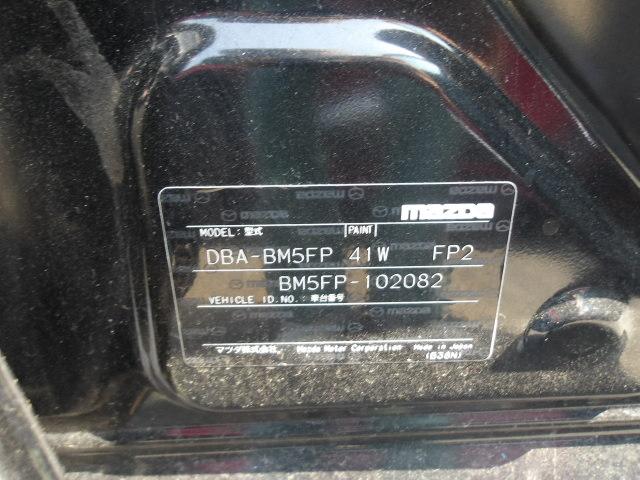 mazda
MODEL: 型式 PAINT
DBA-BM5FP 41W FP2
BM5FP-102082
VEHICLE ID.NO.: 車台番号
マツダ株式会社 Mazda Motor Corporation Made in Japan
(B38N)